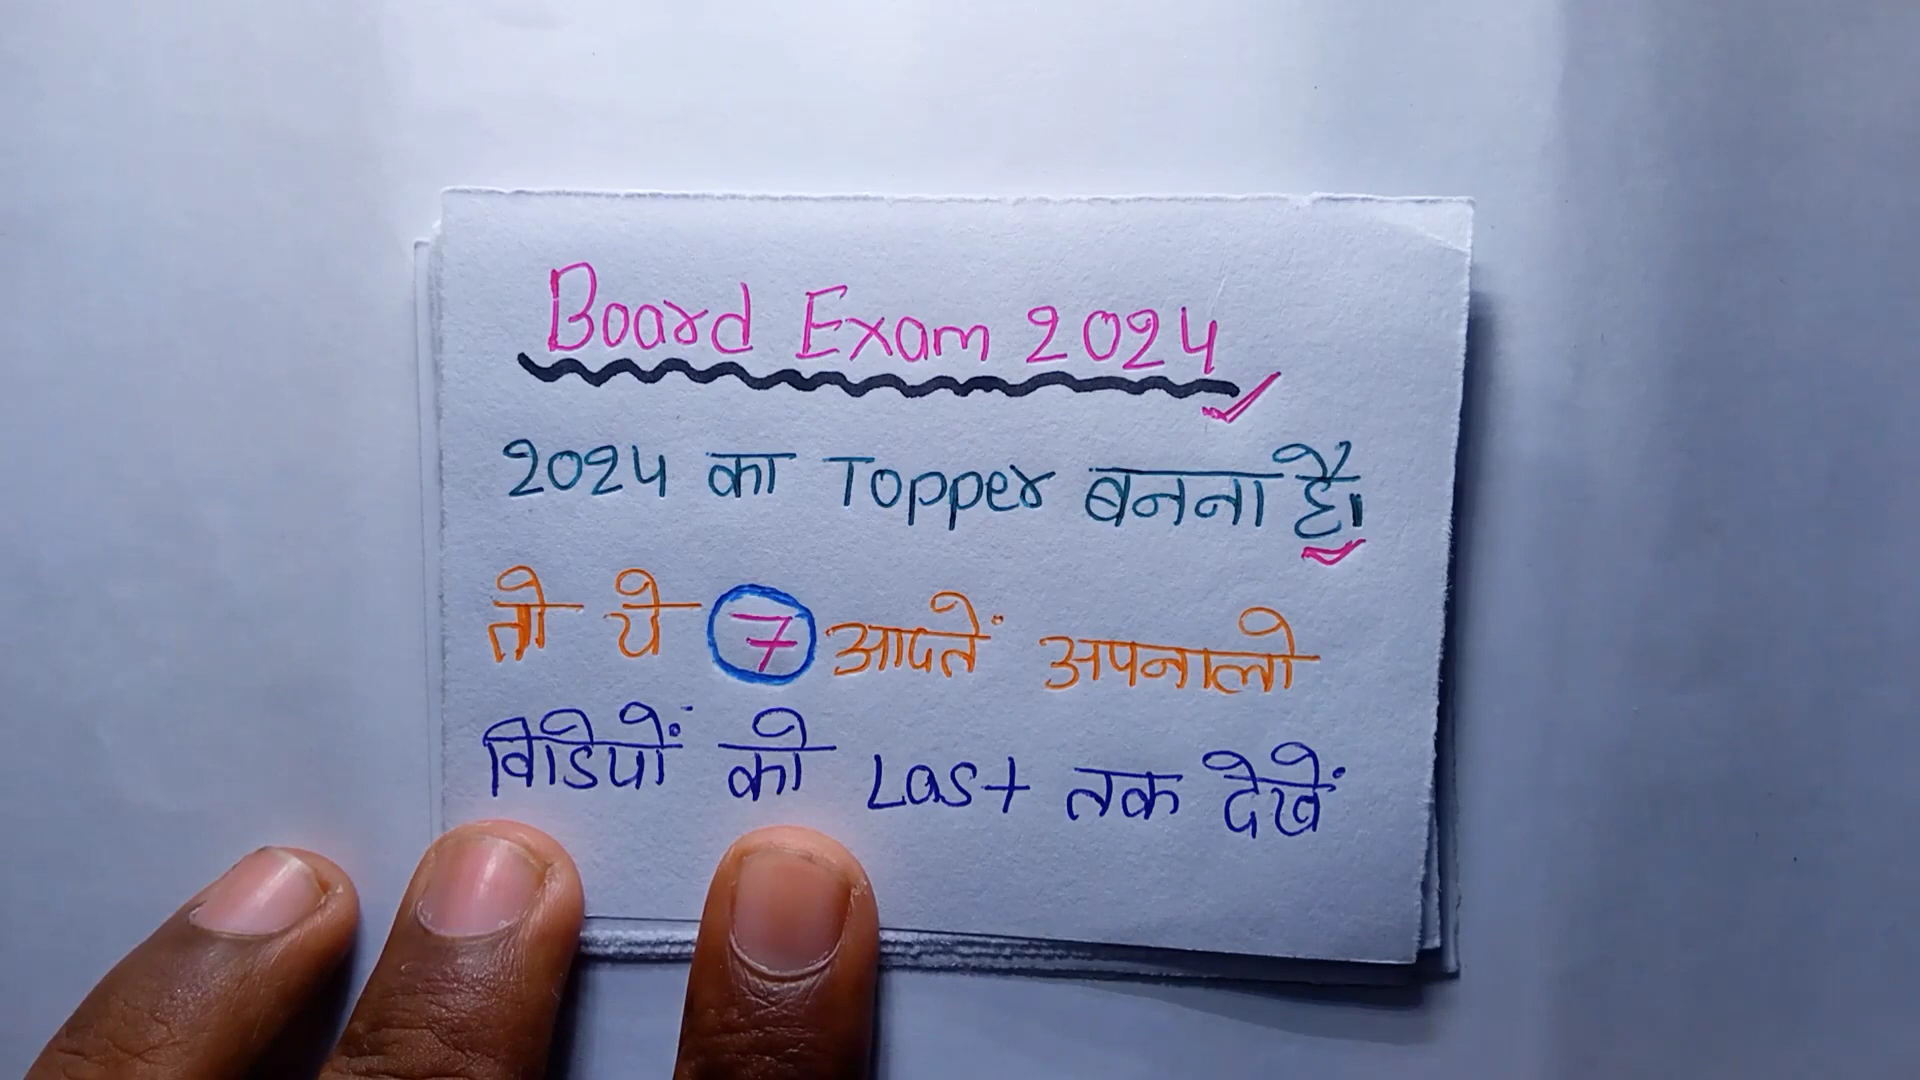 Board Exam 2024
2024 का Topper बनना है।
तो ये 7 आदतें अपनालो
विडियों को Last तक देखें